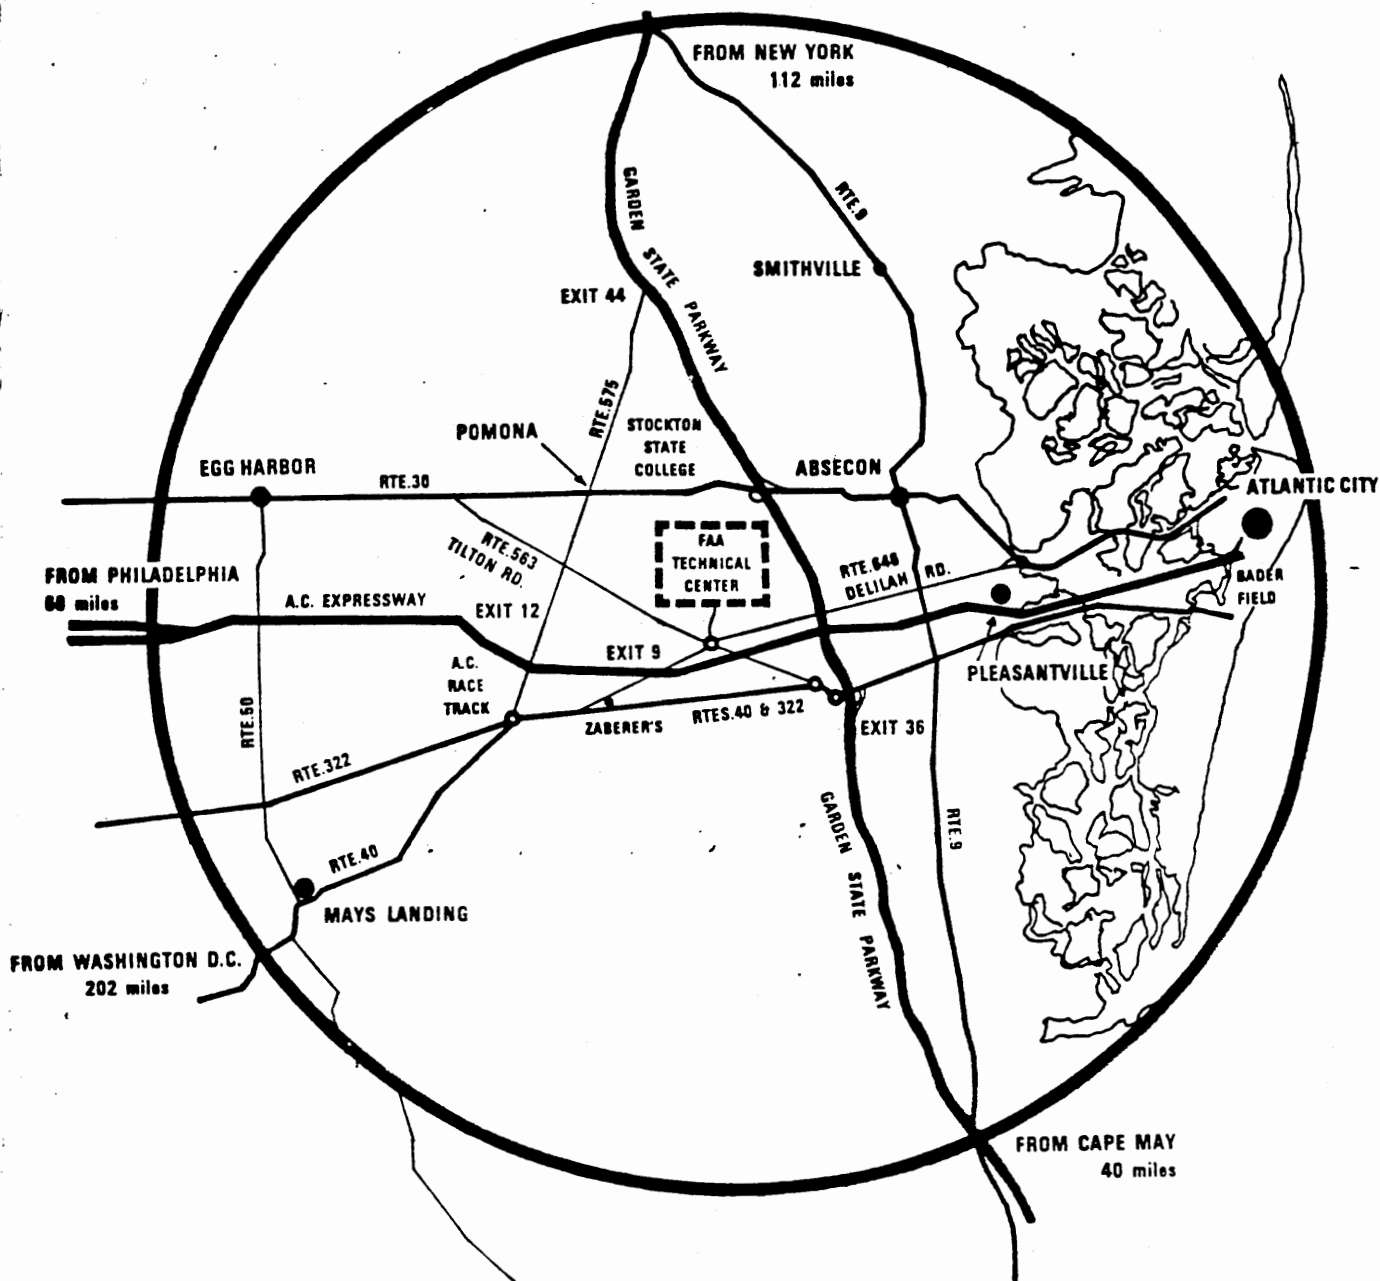 FROM NEW YORK
112 miles
GARDEN STATE PARKWAY
RTE.9
SMITHVILLE
EXIT 44
RTE.575
STOCKTON
STATE
COLLEGE
POMONA
ABSECON
EGG HARBOR
RTE.30
ATLANTIC CITY
RTE.563
TILTON RD.
FAA
TECHNICAL
CENTER
RTE.646
DELILAH RD.
FROM PHILADELPHIA
60 miles
A.C. EXPRESSWAY
EXIT 12
BADER
FIELD
EXIT 9
A.C.
RACE
TRACK
PLEASANTVILLE
RTE.50
ZABERER'S
RTES.40 & 322
EXIT 36
RTE.322
GARDEN STATE PARKWAY
RTE.9
RTE.40
MAYS LANDING
FROM WASHINGTON D.C.
202 miles
FROM CAPE MAY
40 miles